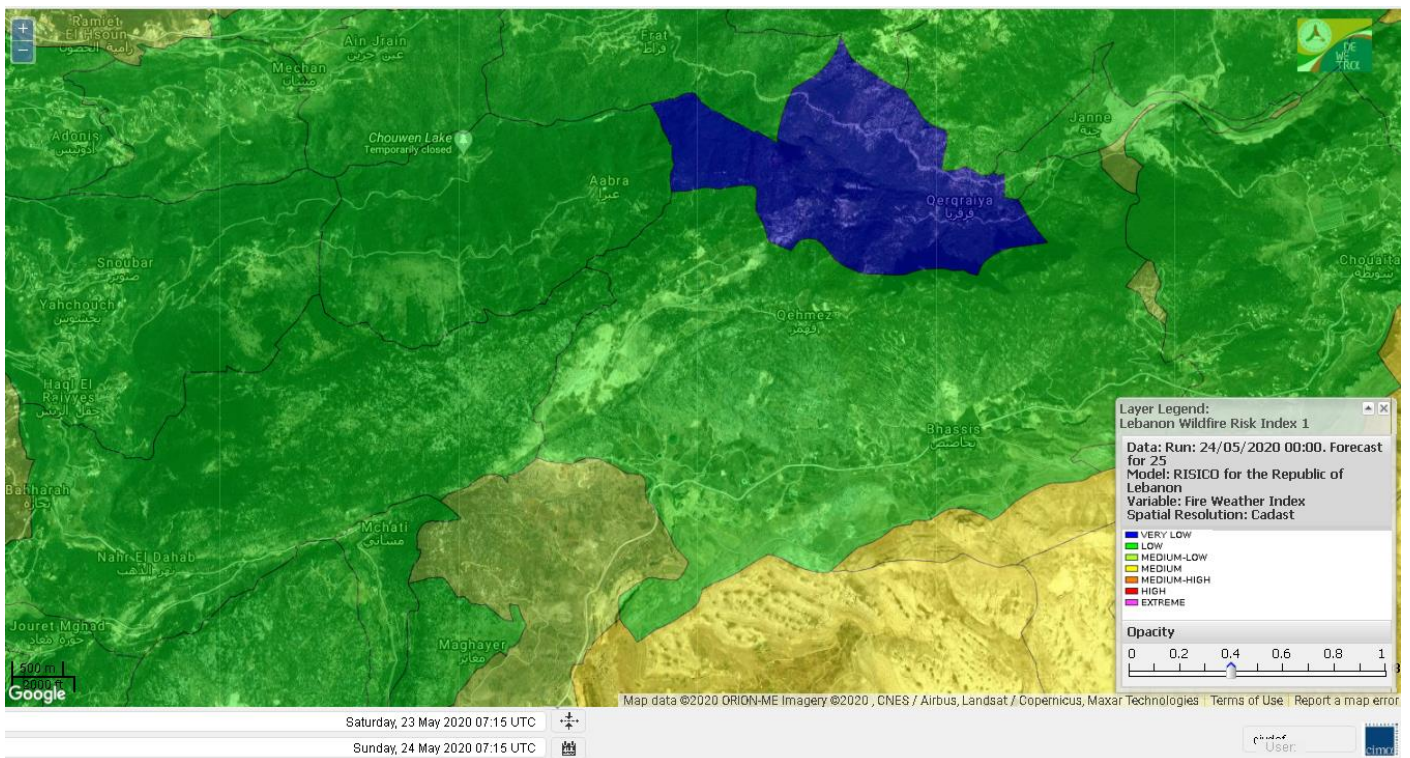 Ramiet
El Hsoun
رامية الحصون
Ain Jrain
عين جرين
Mechan
مشان
Frat
فراط
DE
WE
TRA
Adonis
أدونيس
Chouwen Lake
Temporarily closed
Janne
جنة
Aabra
عبرا
Qerqraiya
قرقريا
Snoubar
صنوبر
Chouaita
شويطة
Yahchouch
يحشوش
Qehmez
قهمز
Haql El
Raiyves
حقل الريس
Bhassis
بحاصيص
Bahharah
بحارة
Mchati
مشاتي
Nahr El Dahab
نهر الذهب
Jouret Mghad
Maghayer
مغاير
500 m
2000 ft
Google
Layer Legend:
Lebanon Wildfire Risk Index 1
Data: Run: 24/05/2020 00:00. Forecast
for 25
Model: RISICO for the Republic of
Lebanon
Variable: Fire Weather Index
Spatial Resolution: Cadast
VERY LOW
LOW
MEDIUM-LOW
MEDIUM
MEDIUM-HIGH
HIGH
EXTREME
Opacity
0 0.2 0.4 0.6 0.8 1
Map data ©2020 ORION-ME Imagery ©2020 , CNES / Airbus, Landsat / Copernicus, Maxar Technologies Terms of Use Report a map error
Saturday, 23 May 2020 07:15 UTC
Sunday, 24 May 2020 07:15 UTC
User:
cima